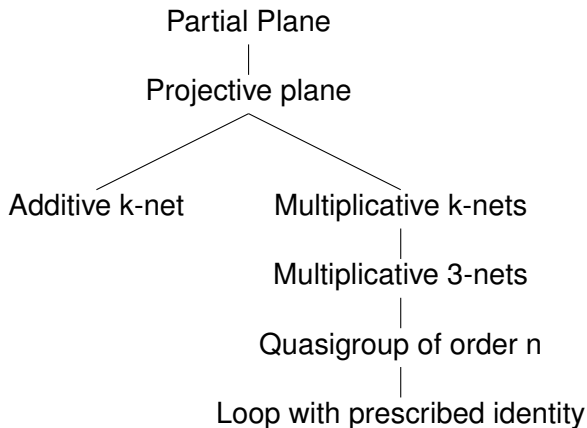 Partial Plane
Projective plane
Additive k-net
Multiplicative k-nets
Multiplicative 3-nets
Quasigroup of order n
Loop with prescribed identity